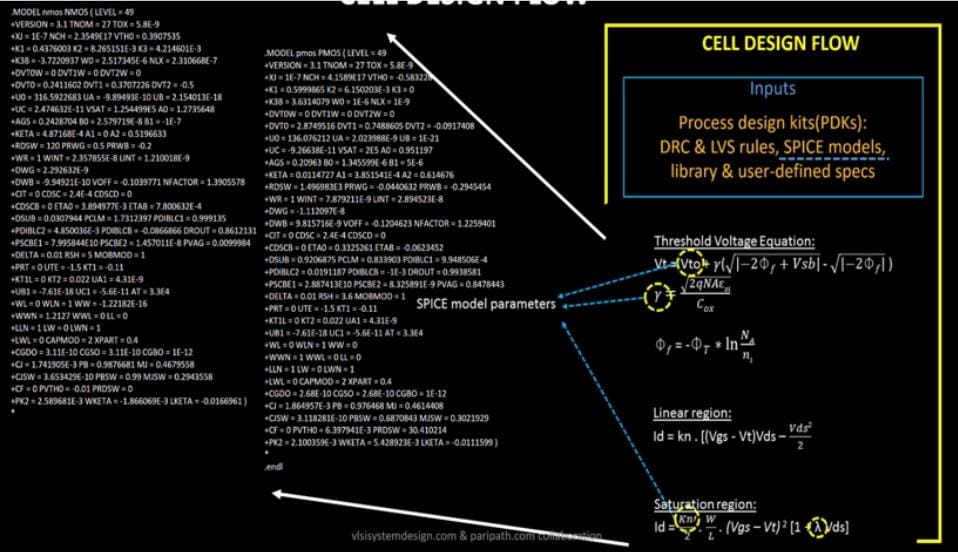 CELL DESIGN FLOW
.MODEL nmos NMOS ( LEVEL = 49
+VERSION = 3.1 TNOM = 27 TOX = 5.8E-9
+XJ = 1E-7 NCH = 2.3549E17 VTH0 = 0.3907535
+K1 = 0.4376003 K2 = 8.265151E-3 K3 = 4.214601E-3
+K3B = -3.7220937 W0 = 2.517345E-6 NLX = 2.310668E-7
+DVT0W = 0 DVT1W = 0 DVT2W = 0
+DVT0 = 0.2411602 DVT1 = 0.3707226 DVT2 = -0.5
+U0 = 316.5922683 UA = -9.89493E-10 UB = 2.154013E-18
+UC = 2.474632E-11 VSAT = 1.254499E5 A0 = 1.2735648
+AGS = 0.2428704 B0 = 2.579719E-8 B1 = -1E-7
+KETA = 4.87168E-4 A1 = 0 A2 = 0.5196633
+RDSW = 120 PRWG = 0.5 PRWB = -0.2
+WR = 1 WINT = 2.357855E-8 LINT = 1.210018E-9
+DWG = 2.292632E-9
+DWB = -9.94921E-10 VOFF = -0.1039771 NFACTOR = 1.3905578
+CIT = 0 CDSC = 2.4E-4 CDSCD = 0
+CDSCB = 0 ETA0 = 3.894977E-3 ETAB = 7.800632E-4
+DSUB = 0.0307944 PCLM = 1.7312397 PDIBLC1 = 0.999135
+PDIBLC2 = 4.850036E-3 PDIBLCB = -0.0866866 DROUT = 0.8612131
+PSCBE1 = 7.995844E10 PSCBE2 = 1.457011E-8 PVAG = 0.0099984
+DELTA = 0.01 RSH = 5 MOBMOD = 1
+PRT = 0 UTE = -1.5 KT1 = -0.11
+KT1L = 0 KT2 = 0.022 UA1 = 4.31E-9
+UB1 = -7.61E-18 UC1 = -5.6E-11 AT = 3.3E4
+WL = 0 WLN = 1 WW = -1.22182E-16
+WWN = 1.2127 WWL = 0 LL = 0
+LLN = 1 LW = 0 LWN = 1
+LWL = 0 CAPMOD = 2 XPART = 0.4
+CGDO = 3.11E-10 CGSO = 3.11E-10 CGBO = 1E-12
+CJ = 1.741905E-3 PB = 0.9876681 MJ = 0.4679558
+CJSW = 3.653429E-10 PBSW = 0.99 MJSW = 0.2943558
+CF = 0 PVTH0 = -0.01 PRDSW = 0
+PK2 = 2.589681E-3 WKETA = -1.866069E-3 LKETA = -0.0166961 )
*
.MODEL pmos PMOS ( LEVEL = 49
+VERSION = 3.1 TNOM = 27 TOX = 5.8E-9
+XJ = 1E-7 NCH = 4.1589E17 VTH0 = -0.583228
+K1 = 0.5999865 K2 = 6.150203E-3 K3 = 0
+K3B = 3.6314079 W0 = 1E-6 NLX = 1E-9
+DVT0W = 0 DVT1W = 0 DVT2W = 0
+DVT0 = 2.8749516 DVT1 = 0.7488605 DVT2 = -0.0917408
+U0 = 136.076212 UA = 2.023988E-9 UB = 1E-21
+UC = -9.26638E-11 VSAT = 2E5 A0 = 0.951197
+AGS = 0.20963 B0 = 1.345599E-6 B1 = 5E-6
+KETA = 0.0114727 A1 = 3.851541E-4 A2 = 0.614676
+RDSW = 1.496983E3 PRWG = -0.0440632 PRWB = -0.2945454
+WR = 1 WINT = 7.879211E-9 LINT = 2.894523E-8
+DWG = -1.112097E-8
+DWB = 9.815716E-9 VOFF = -0.1204623 NFACTOR = 1.2259401
+CIT = 0 CDSC = 2.4E-4 CDSCD = 0
+CDSCB = 0 ETA0 = 0.3325261 ETAB = -0.0623452
+DSUB = 0.9206875 PCLM = 0.833903 PDIBLC1 = 9.948506E-4
+PDIBLC2 = 0.0191187 PDIBLCB = -1E-3 DROUT = 0.9938581
+PSCBE1 = 2.887413E10 PSCBE2 = 8.325891E-9 PVAG = 0.8478443
+DELTA = 0.01 RSH = 3.6 MOBMOD = 1
+PRT = 0 UTE = -1.5 KT1 = -0.11
+KT1L = 0 KT2 = 0.022 UA1 = 4.31E-9
+UB1 = -7.61E-18 UC1 = -5.6E-11 AT = 3.3E4
+WL = 0 WLN = 1 WW = 0
+WWN = 1 WWL = 0 LL = 0
+LLN = 1 LW = 0 LWN = 1
+LWL = 0 CAPMOD = 2 XPART = 0.4
+CGDO = 2.68E-10 CGSO = 2.68E-10 CGBO = 1E-12
+CJ = 1.864957E-3 PB = 0.976468 MJ = 0.4614408
+CJSW = 3.118281E-10 PBSW = 0.6870843 MJSW = 0.3021929
+CF = 0 PVTH0 = 6.397941E-3 PRDSW = 30.410214
+PK2 = 2.100359E-3 WKETA = 5.428923E-3 LKETA = -0.0111599 )
*
.endl
SPICE model parameters
CELL DESIGN FLOW
Inputs
Process design kits(PDKs):
DRC & LVS rules, SPICE models,
library & user-defined specs
Threshold Voltage Equation:
Vt = Vto + γ(√|−2Φf + Vsb| - √|−2Φf| )
γ = √2qNAεsi / Cox
Φf = -ΦT * ln NA / ni
Linear region:
Id = kn . [(Vgs - Vt)Vds − Vds² / 2
Saturation region:
Id = Kn' / 2 . W / L . (Vgs – Vt) ² [1 + λ Vds]
vlsisystemdesign.com & paripath.com collaboration